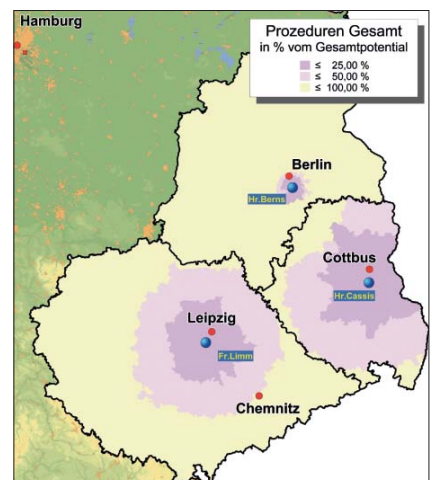 Hamburg
Prozeduren Gesamt
in % vom Gesamtpotential
≤ 25,00 %
≤ 50,00 %
≤ 100,00 %
Berlin
Hr.Berns
Cottbus
Hr.Cassis
Leipzig
Fr.Limm
Chemnitz